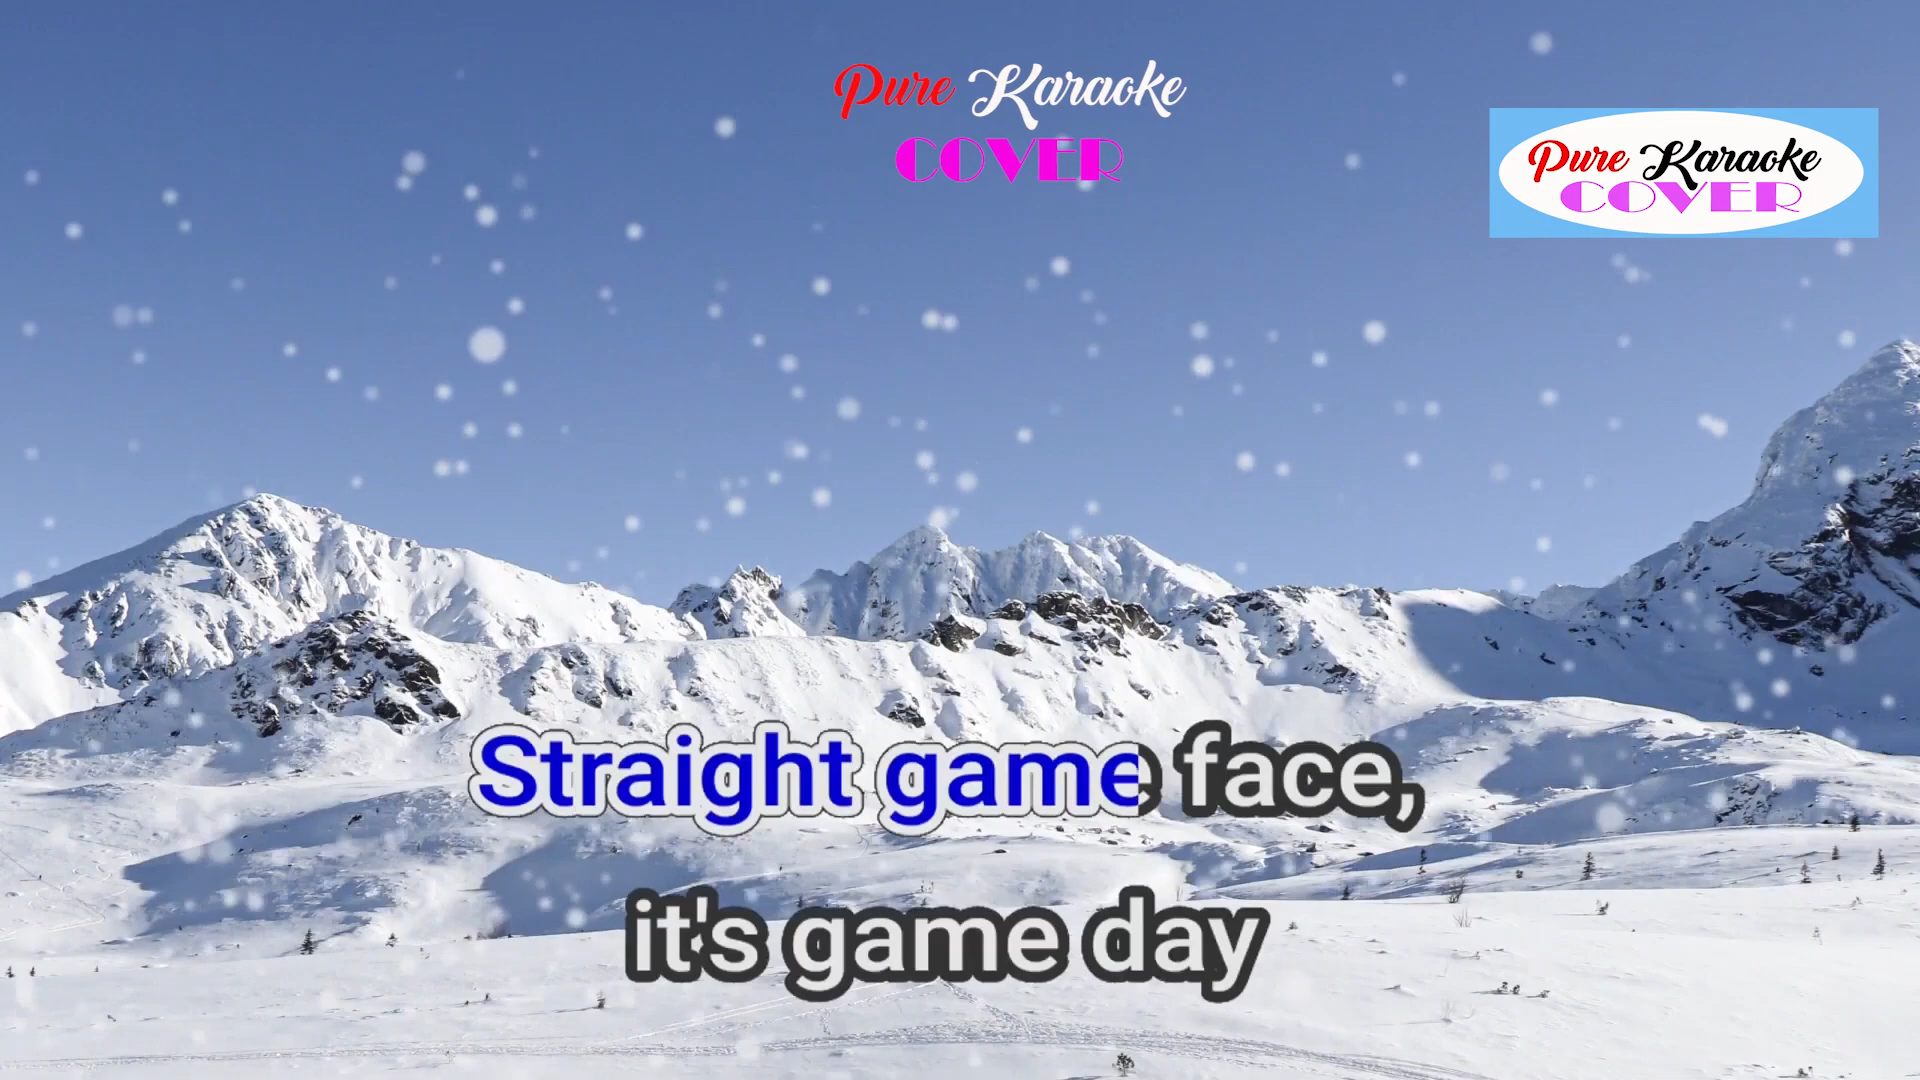 Pure Karaoke
COVER
Pure Karaoke
COVER
Straight game face,
it's game day